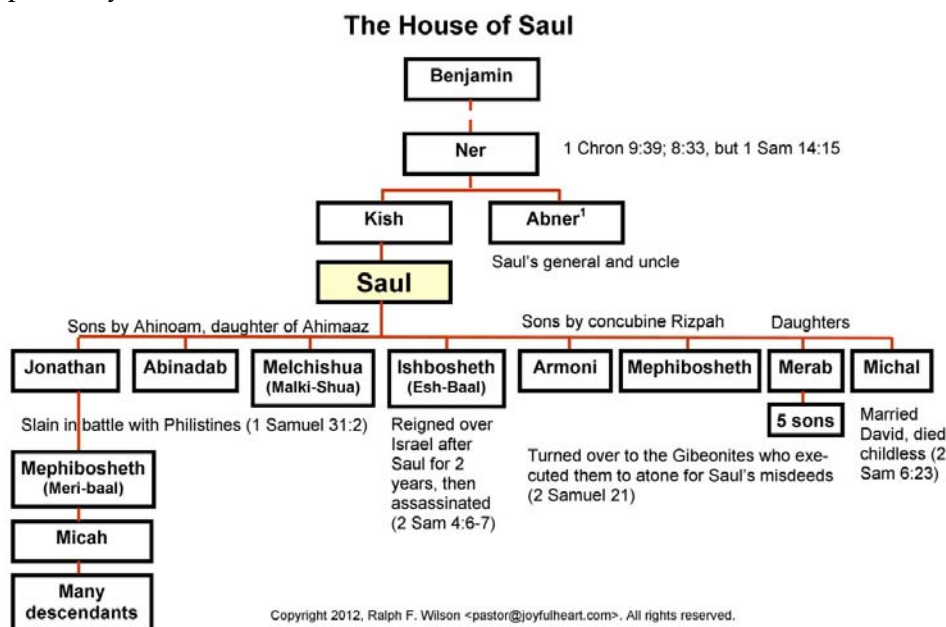 The House of Saul
Benjamin
Ner
1 Chron 9:39; 8:33, but 1 Sam 14:15
Kish
Abner1
Saul's general and uncle
Saul
Sons by Ahinoam, daughter of Ahimaaz
Sons by concubine Rizpah
Daughters
Jonathan
Abinadab
Melchishua
(Malki-Shua)
Ishbosheth
(Esh-Baal)
Armoni
Mephibosheth
Merab
Michal
5 sons
Slain in battle with Philistines (1 Samuel 31:2)
Reigned over
Israel after
Saul for 2
years, then
assassinated
(2 Sam 4:6-7)
Turned over to the Gibeonites who exe-
cuted them to atone for Saul's misdeeds
(2 Samuel 21)
Married
David, died
childless (2
Sam 6:23)
Mephibosheth
(Meri-baal)
Micah
Many
descendants
Copyright 2012, Ralph F. Wilson <pastor@joyfulheart.com>. All rights reserved.